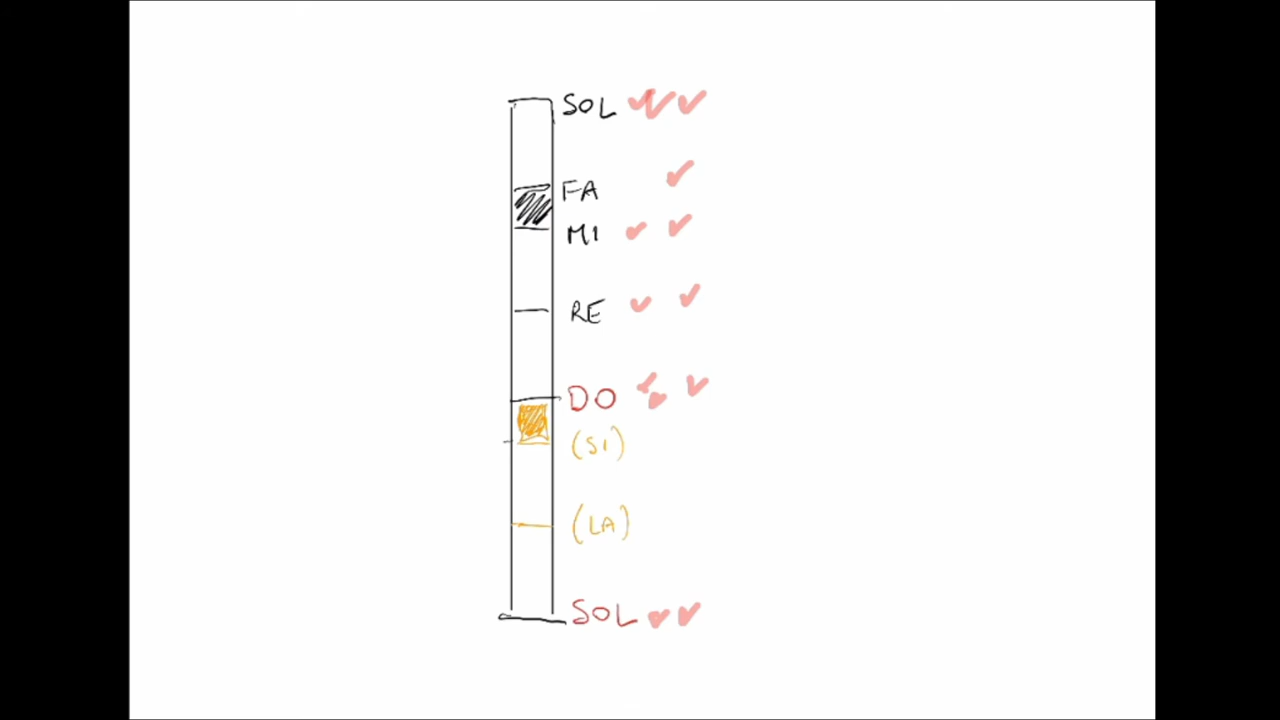 SOL
FA
MI
RE
DO
(SI)
(LA)
SOL